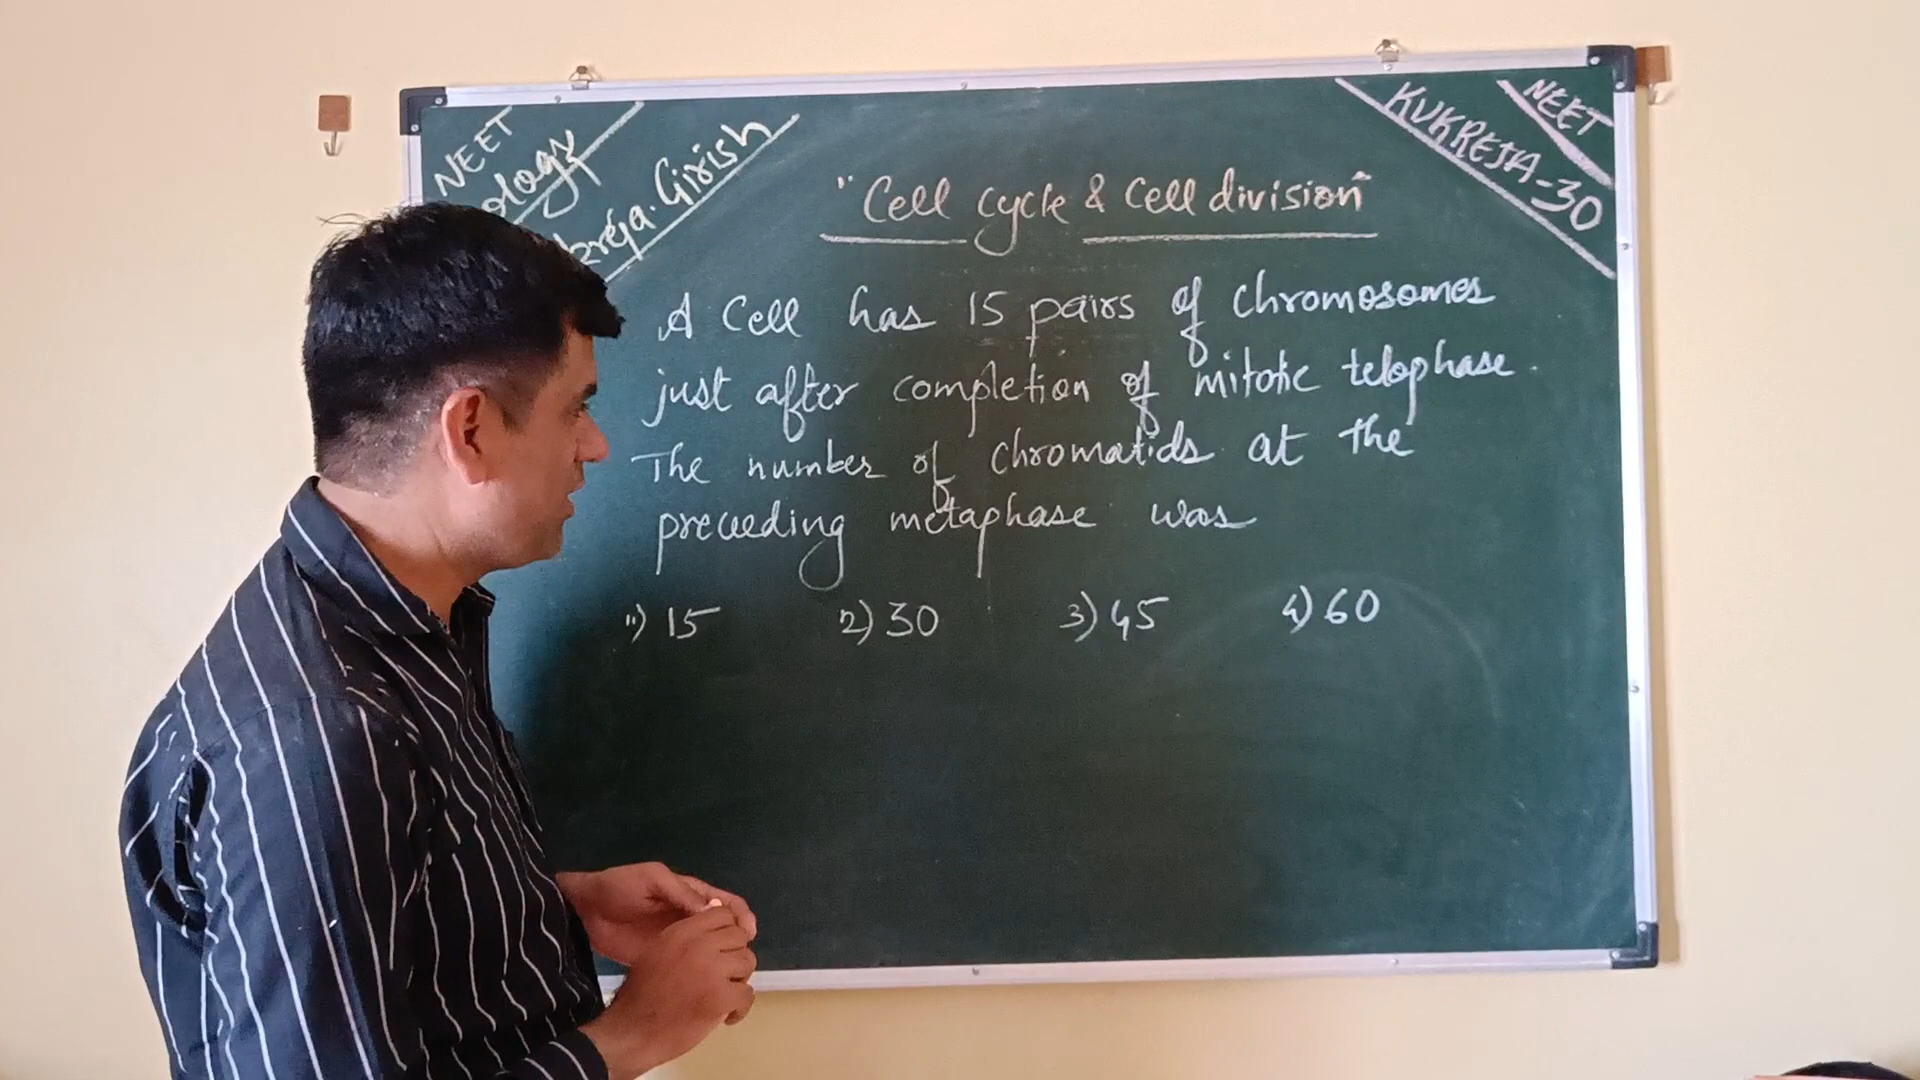 NEET
ology
kreja. Girish
NEET
KUKREJA-30
"Cell cycle & Cell division"
A Cell has 15 pairs of chromosomes
just after completion of mitotic telophase.
The number of chromatids at the
preceeding metaphase was
1) 15 2) 30 3) 45 4) 60